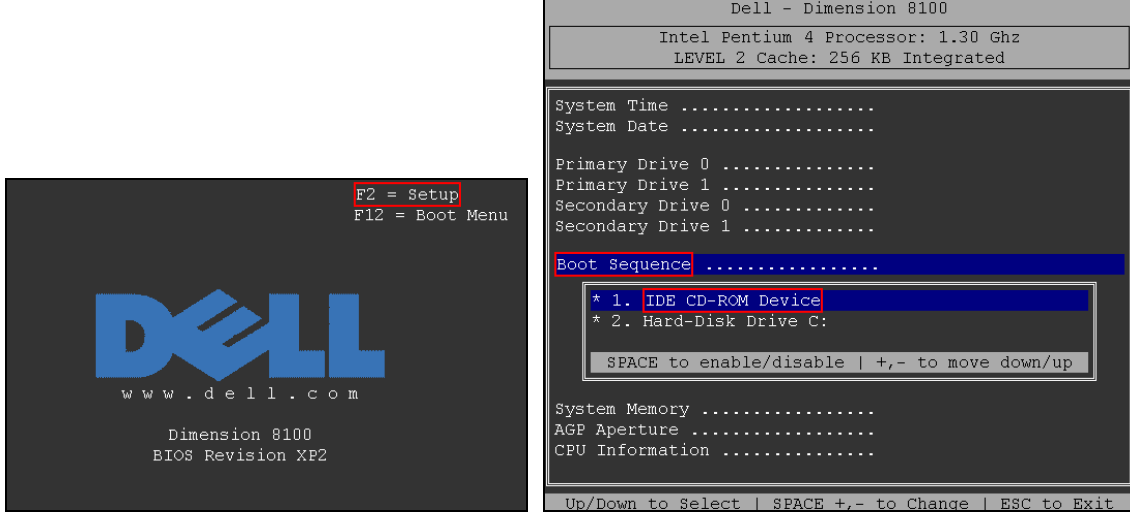 F2 = Setup
F12 = Boot Menu
DELL
www.dell.com
Dimension 8100
BIOS Revision XP2
Dell - Dimension 8100
Intel Pentium 4 Processor: 1.30 Ghz
LEVEL 2 Cache: 256 KB Integrated
System Time ...................
System Date ...................
Primary Drive 0 ...............
Primary Drive 1 ...............
Secondary Drive 0 .............
Secondary Drive 1 .............
Boot Sequence .................
* 1. IDE CD-ROM Device
* 2. Hard-Disk Drive C:
SPACE to enable/disable | +,- to move down/up
System Memory .................
AGP Aperture ..................
CPU Information ...............
Up/Down to Select | SPACE +,- to Change | ESC to Exit